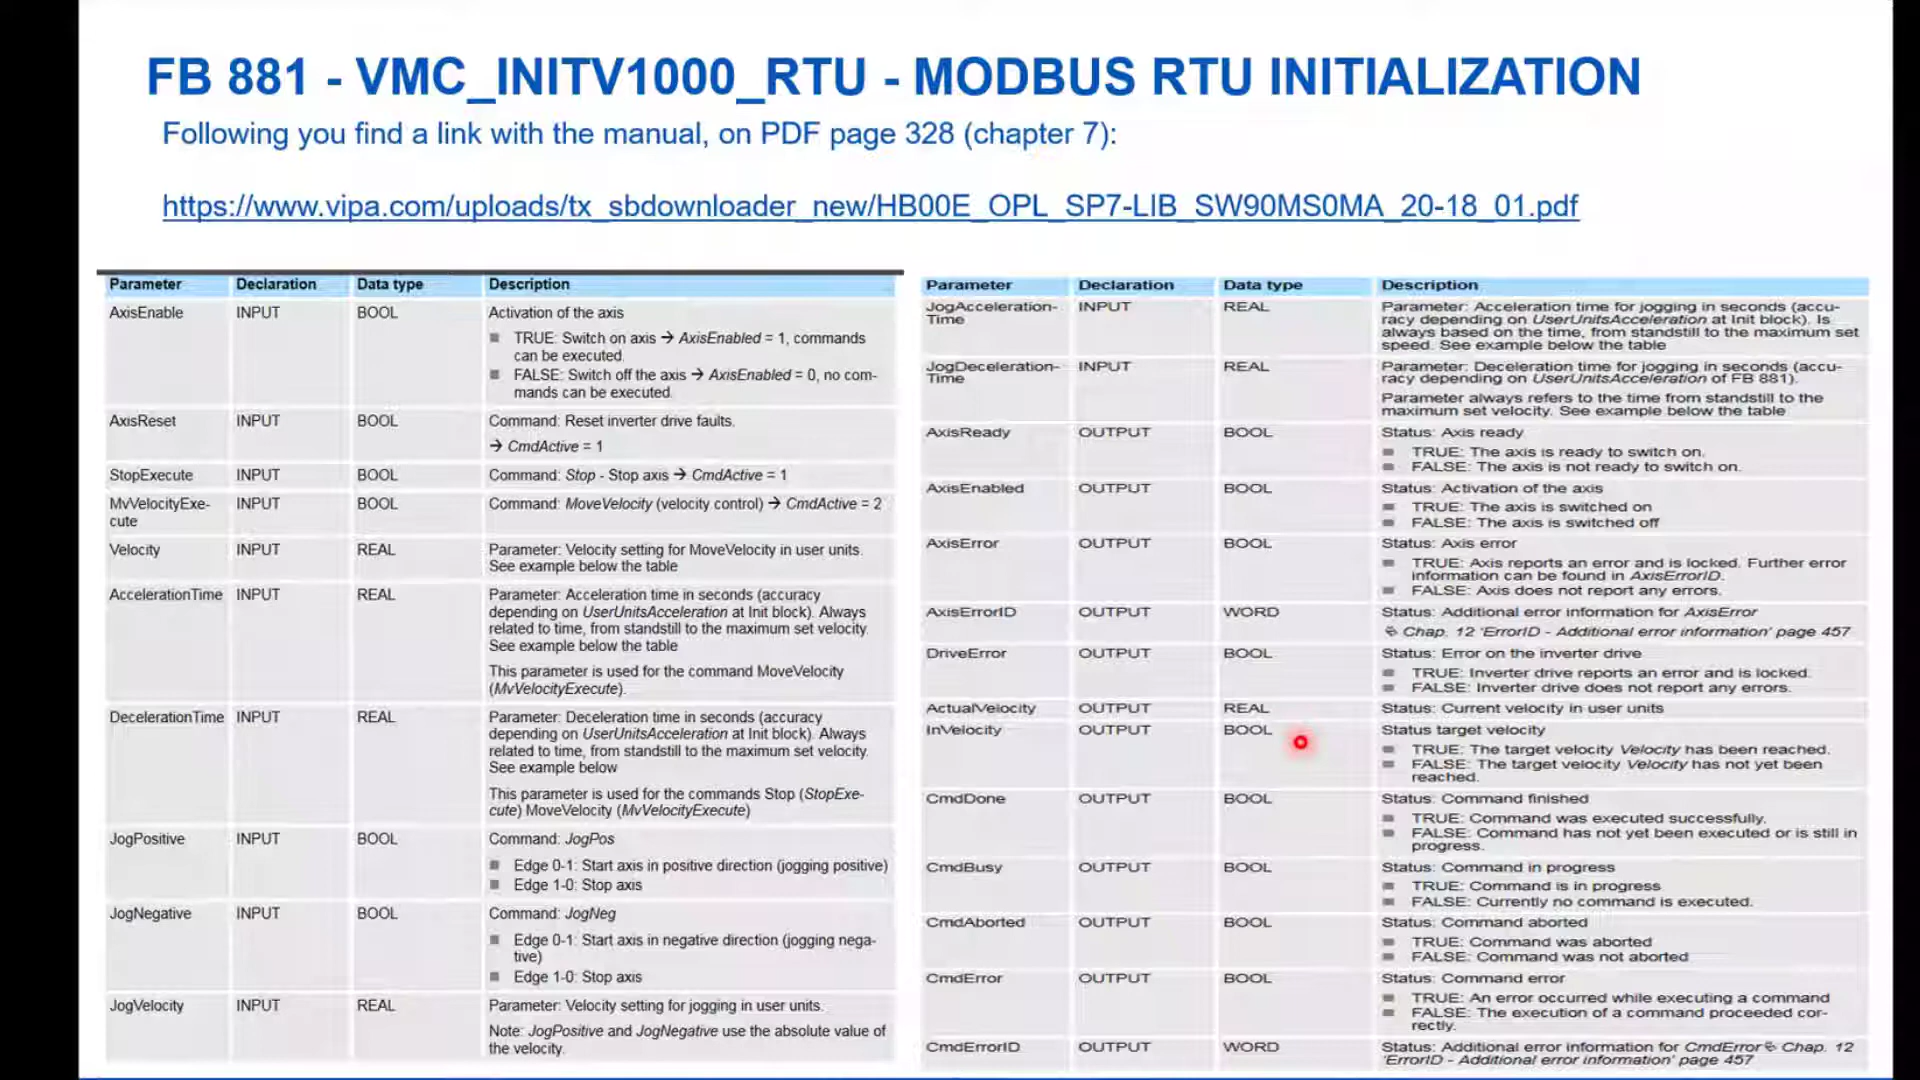 FB 881 - VMC_INITV1000_RTU - MODBUS RTU INITIALIZATION
Following you find a link with the manual, on PDF page 328 (chapter 7):
https://www.vipa.com/uploads/tx_sbdownloader_new/HB00E_OPL_SP7-LIB_SW90MS0MA_20-18_01.pdf
Parameter Declaration Data type Description
AxisEnable INPUT BOOL Activation of the axis
■ TRUE: Switch on axis → AxisEnabled = 1, commands
can be executed.
■ FALSE: Switch off the axis → AxisEnabled = 0, no com-
mands can be executed.
AxisReset INPUT BOOL Command: Reset inverter drive faults.
→ CmdActive = 1
StopExecute INPUT BOOL Command: Stop - Stop axis → CmdActive = 1
MvVelocityExe- INPUT BOOL Command: MoveVelocity (velocity control) → CmdActive = 2
cute
Velocity INPUT REAL Parameter: Velocity setting for MoveVelocity in user units.
See example below the table
AccelerationTime INPUT REAL Parameter: Acceleration time in seconds (accuracy
depending on UserUnitsAcceleration at Init block). Always
related to time, from standstill to the maximum set velocity.
See example below the table
This parameter is used for the command MoveVelocity
(MvVelocityExecute).
DecelerationTime INPUT REAL Parameter: Deceleration time in seconds (accuracy
depending on UserUnitsAcceleration at Init block). Always
related to time, from standstill to the maximum set velocity.
See example below
This parameter is used for the commands Stop (StopExe-
cute) MoveVelocity (MvVelocityExecute)
JogPositive INPUT BOOL Command: JogPos
■ Edge 0-1: Start axis in positive direction (jogging positive)
■ Edge 1-0: Stop axis
JogNegative INPUT BOOL Command: JogNeg
■ Edge 0-1: Start axis in negative direction (jogging nega-
tive)
■ Edge 1-0: Stop axis
JogVelocity INPUT REAL Parameter: Velocity setting for jogging in user units.
Note: JogPositive and JogNegative use the absolute value of
the velocity.
Parameter Declaration Data type Description
JogAcceleration- INPUT REAL Parameter: Acceleration time for jogging in seconds (accu-
Time racy depending on UserUnitsAcceleration at Init block). Is
always based on the time, from standstill to the maximum set
speed. See example below the table
JogDeceleration- INPUT REAL Parameter: Deceleration time for jogging in seconds (accu-
Time racy depending on UserUnitsAcceleration of FB 881).
Parameter always refers to the time from standstill to the
maximum set velocity. See example below the table
AxisReady OUTPUT BOOL Status: Axis ready
■ TRUE: The axis is ready to switch on.
■ FALSE: The axis is not ready to switch on.
AxisEnabled OUTPUT BOOL Status: Activation of the axis
■ TRUE: The axis is switched on
■ FALSE: The axis is switched off
AxisError OUTPUT BOOL Status: Axis error
■ TRUE: Axis reports an error and is locked. Further error
information can be found in AxisErrorID.
■ FALSE: Axis does not report any errors.
AxisErrorID OUTPUT WORD Status: Additional error information for AxisError
Chap. 12 'ErrorID - Additional error information' page 457
DriveError OUTPUT BOOL Status: Error on the inverter drive
■ TRUE: Inverter drive reports an error and is locked.
■ FALSE: Inverter drive does not report any errors.
ActualVelocity OUTPUT REAL Status: Current velocity in user units
InVelocity OUTPUT BOOL Status target velocity
■ TRUE: The target velocity Velocity has been reached.
■ FALSE: The target velocity Velocity has not yet been
reached.
CmdDone OUTPUT BOOL Status: Command finished
■ TRUE: Command was executed successfully.
■ FALSE: Command has not yet been executed or is still in
progress.
CmdBusy OUTPUT BOOL Status: Command in progress
■ TRUE: Command is in progress
■ FALSE: Currently no command is executed.
CmdAborted OUTPUT BOOL Status: Command aborted
■ TRUE: Command was aborted
■ FALSE: Command was not aborted
CmdError OUTPUT BOOL Status: Command error
■ TRUE: An error occurred while executing a command
■ FALSE: The execution of a command proceeded cor-
rectly.
CmdErrorID OUTPUT WORD Status: Additional error information for CmdError Chap. 12
'ErrorID - Additional error information' page 457